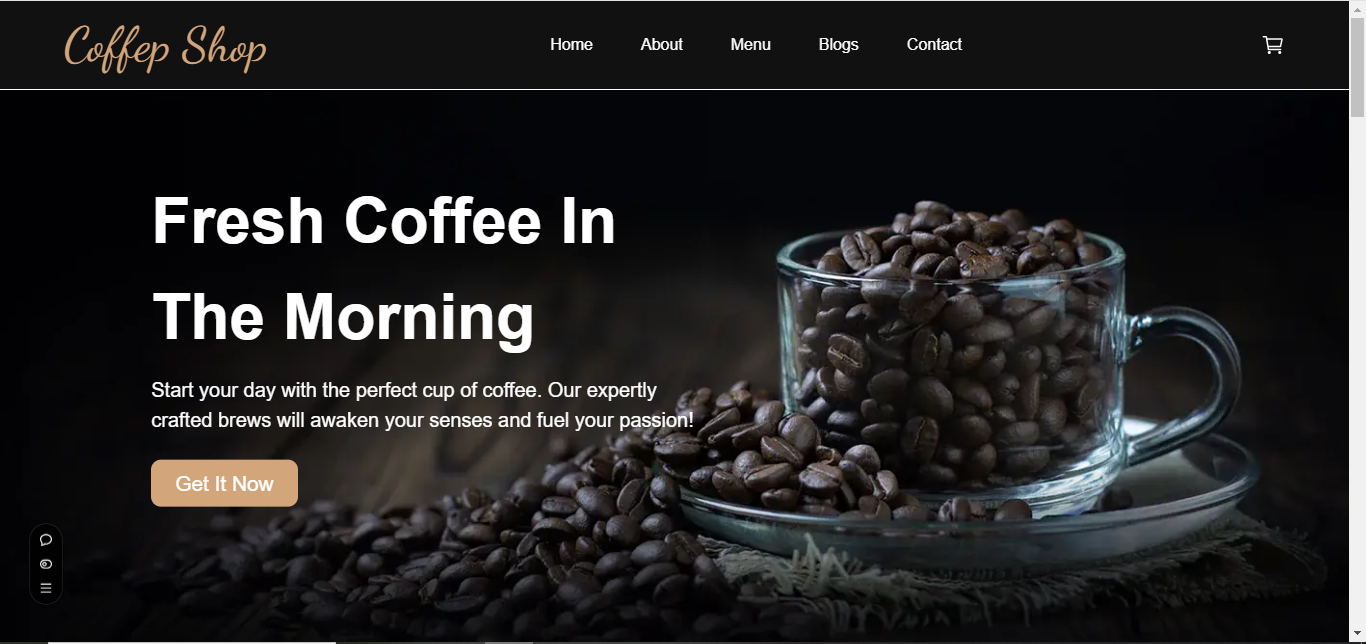 Coffep Shop
Home About Menu Blogs Contact
Fresh Coffee In
The Morning
Start your day with the perfect cup of coffee. Our expertly
crafted brews will awaken your senses and fuel your passion!
Get It Now